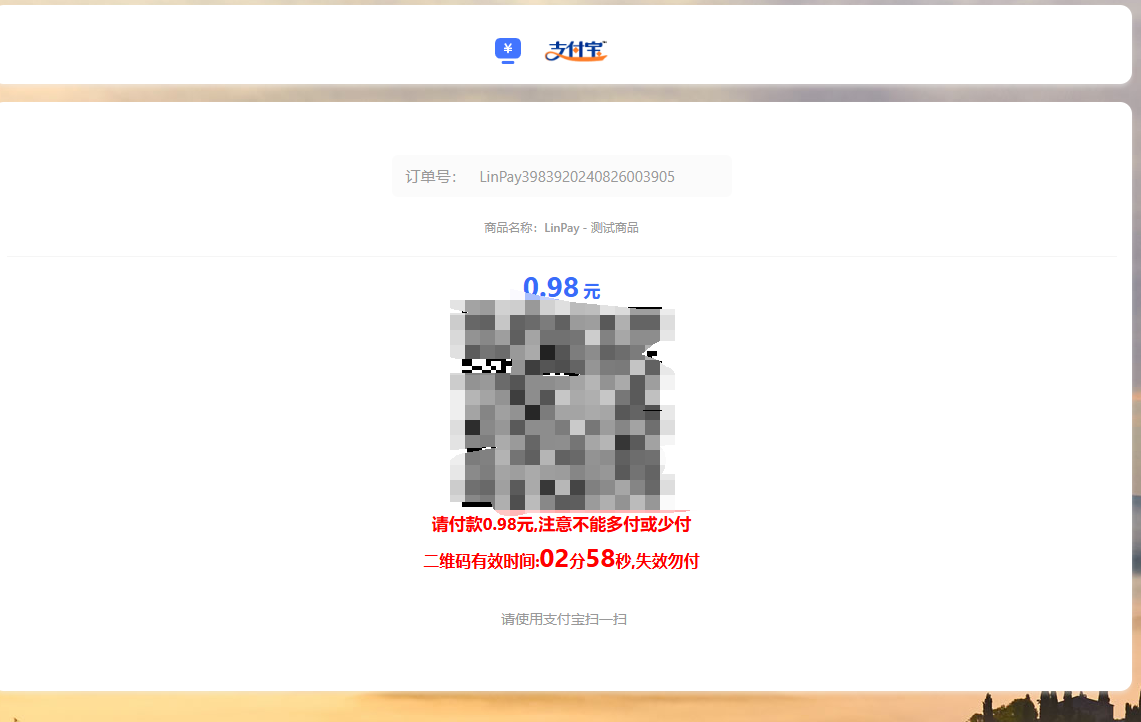 ¥ 支付宝
订单号： LinPay3983920240826003905
商品名称：LinPay - 测试商品
0.98 元
请付款0.98元,注意不能多付或少付
二维码有效时间:02分58秒,失效勿付
请使用支付宝扫一扫